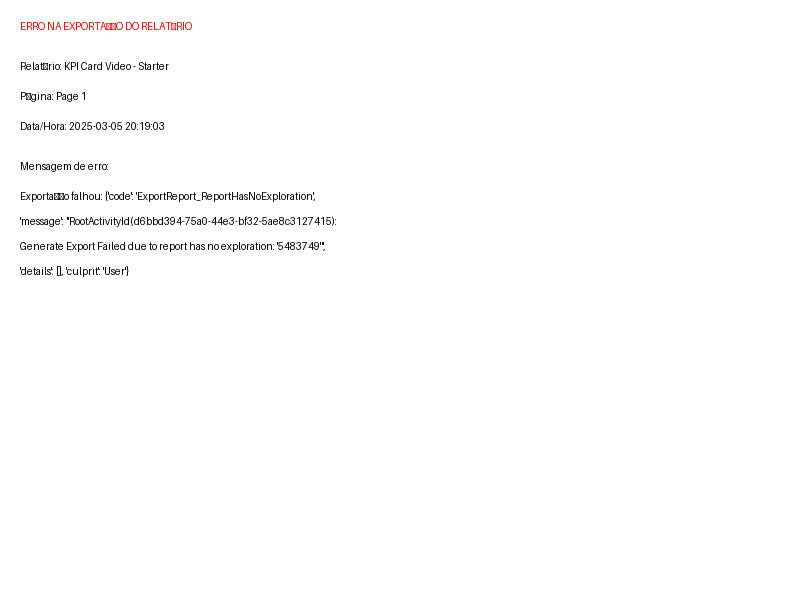 ERRO NA EXPORTA▯▯O DO RELAT▯RIO
Relat▯rio: KPI Card Video - Starter
P▯gina: Page 1
Data/Hora: 2025-03-05 20:19:03
Mensagem de erro:
Exporta▯▯o falhou: {'code': 'ExportReport_ReportHasNoExploration',
'message': "RootActivityId(d6bbd394-75a0-44e3-bf32-5ae8c3127415):
Generate Export Failed due to report has no exploration: '5483749'",
'details': [], 'culprit': 'User'}